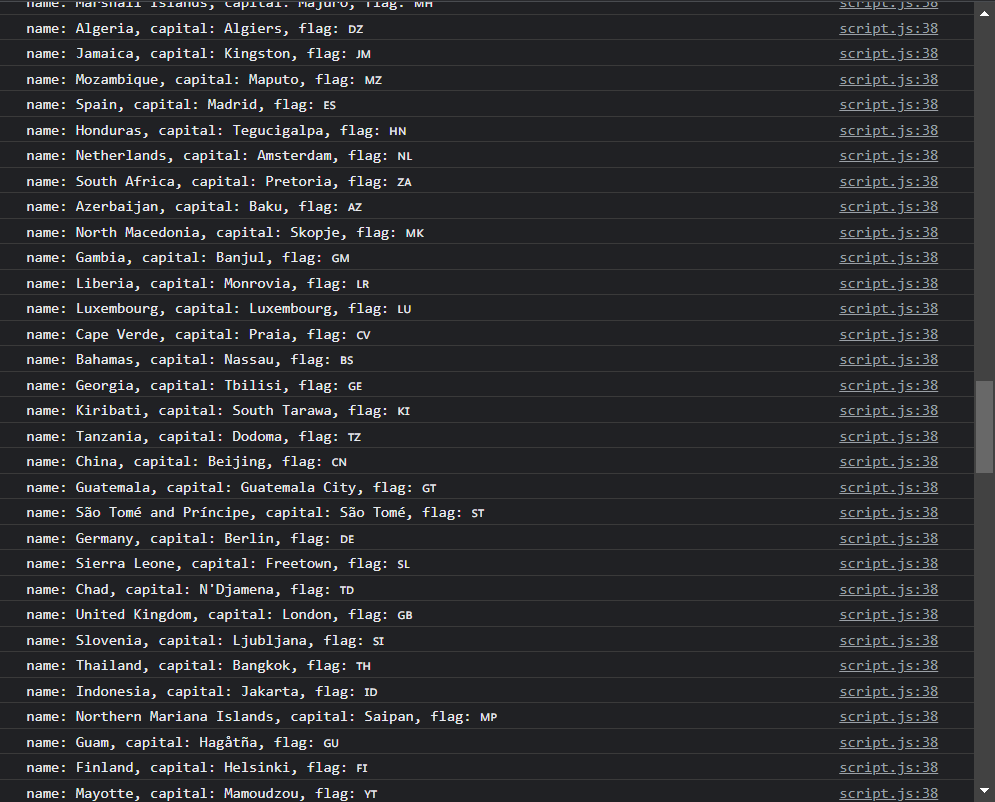 name: Marshall Islands, capital: Majuro, flag: MH script.js:38
name: Algeria, capital: Algiers, flag: DZ script.js:38
name: Jamaica, capital: Kingston, flag: JM script.js:38
name: Mozambique, capital: Maputo, flag: MZ script.js:38
name: Spain, capital: Madrid, flag: ES script.js:38
name: Honduras, capital: Tegucigalpa, flag: HN script.js:38
name: Netherlands, capital: Amsterdam, flag: NL script.js:38
name: South Africa, capital: Pretoria, flag: ZA script.js:38
name: Azerbaijan, capital: Baku, flag: AZ script.js:38
name: North Macedonia, capital: Skopje, flag: MK script.js:38
name: Gambia, capital: Banjul, flag: GM script.js:38
name: Liberia, capital: Monrovia, flag: LR script.js:38
name: Luxembourg, capital: Luxembourg, flag: LU script.js:38
name: Cape Verde, capital: Praia, flag: CV script.js:38
name: Bahamas, capital: Nassau, flag: BS script.js:38
name: Georgia, capital: Tbilisi, flag: GE script.js:38
name: Kiribati, capital: South Tarawa, flag: KI script.js:38
name: Tanzania, capital: Dodoma, flag: TZ script.js:38
name: China, capital: Beijing, flag: CN script.js:38
name: Guatemala, capital: Guatemala City, flag: GT script.js:38
name: São Tomé and Príncipe, capital: São Tomé, flag: ST script.js:38
name: Germany, capital: Berlin, flag: DE script.js:38
name: Sierra Leone, capital: Freetown, flag: SL script.js:38
name: Chad, capital: N'Djamena, flag: TD script.js:38
name: United Kingdom, capital: London, flag: GB script.js:38
name: Slovenia, capital: Ljubljana, flag: SI script.js:38
name: Thailand, capital: Bangkok, flag: TH script.js:38
name: Indonesia, capital: Jakarta, flag: ID script.js:38
name: Northern Mariana Islands, capital: Saipan, flag: MP script.js:38
name: Guam, capital: Hagåtña, flag: GU script.js:38
name: Finland, capital: Helsinki, flag: FI script.js:38
name: Mayotte, capital: Mamoudzou, flag: YT script.js:38